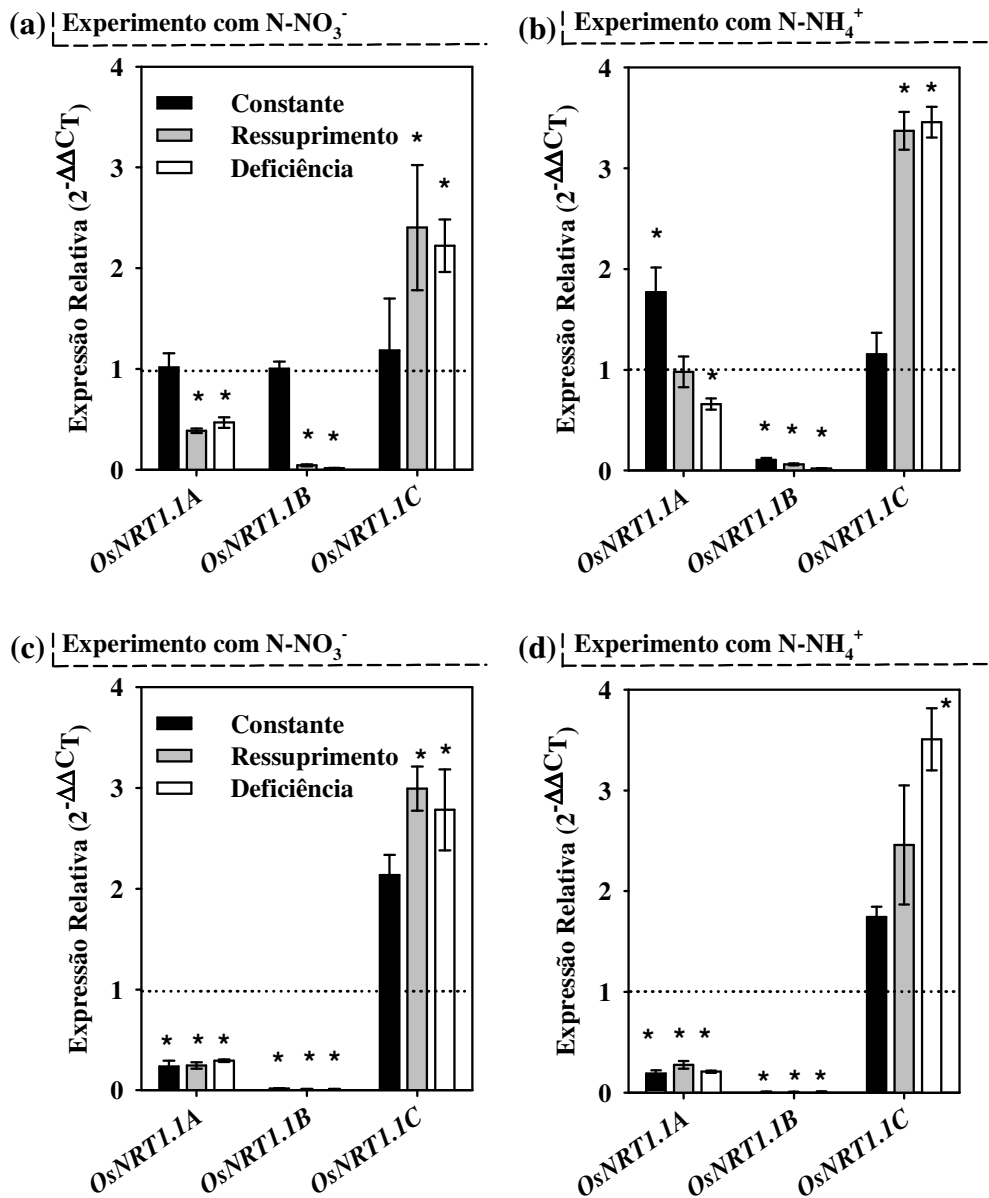 (a) Experimento com N-NO3-
Expressão Relativa (2-ΔΔCT)
4
3
2
1
0
Constante
Ressuprimento
Deficiência
* * * * * *
OsNRT1.1A
OsNRT1.1B
OsNRT1.1C
(b) Experimento com N-NH4+
Expressão Relativa (2-ΔΔCT)
4
3
2
1
0
* * * * * * *
OsNRT1.1A
OsNRT1.1B
OsNRT1.1C
(c) Experimento com N-NO3-
Expressão Relativa (2-ΔΔCT)
4
3
2
1
0
Constante
Ressuprimento
Deficiência
* * * * * * * *
OsNRT1.1A
OsNRT1.1B
OsNRT1.1C
(d) Experimento com N-NH4+
Expressão Relativa (2-ΔΔCT)
4
3
2
1
0
* * * * * * *
OsNRT1.1A
OsNRT1.1B
OsNRT1.1C